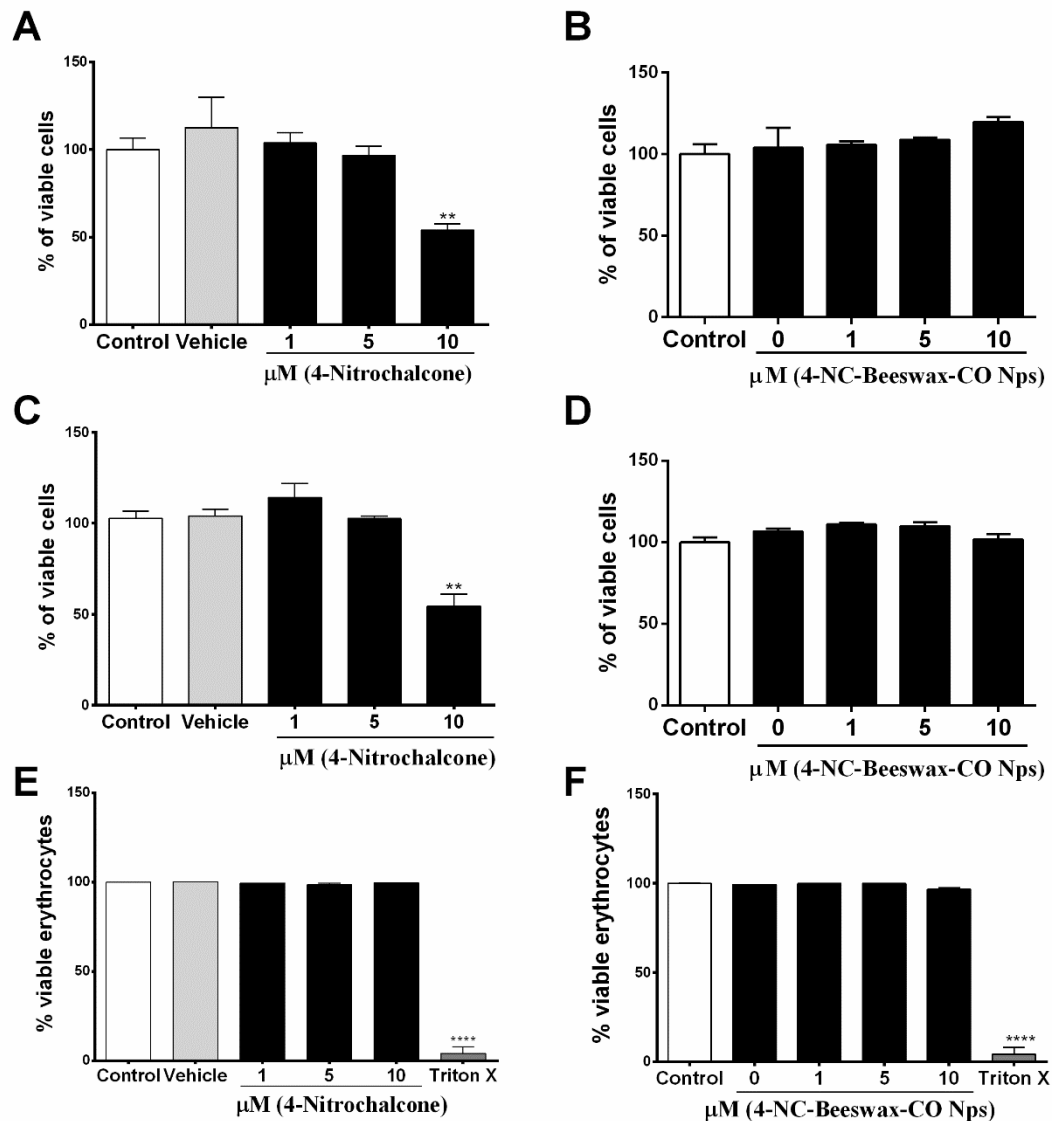 A
% of viable cells
150
100
50
0
**
Control Vehicle 1 5 10
μM (4-Nitrochalcone)
B
% of viable cells
150
100
50
0
Control 0 1 5 10
μM (4-NC-Beeswax-CO Nps)
C
% of viable cells
150
100
50
0
**
Control Vehicle 1 5 10
μM (4-Nitrochalcone)
D
% of viable cells
150
100
50
0
Control 0 1 5 10
μM (4-NC-Beeswax-CO Nps)
E
% viable erythrocytes
150
100
50
0
****
Control Vehicle 1 5 10 Triton X
μM (4-Nitrochalcone)
F
% viable erythrocytes
150
100
50
0
****
Control 0 1 5 10 Triton X
μM (4-NC-Beeswax-CO Nps)